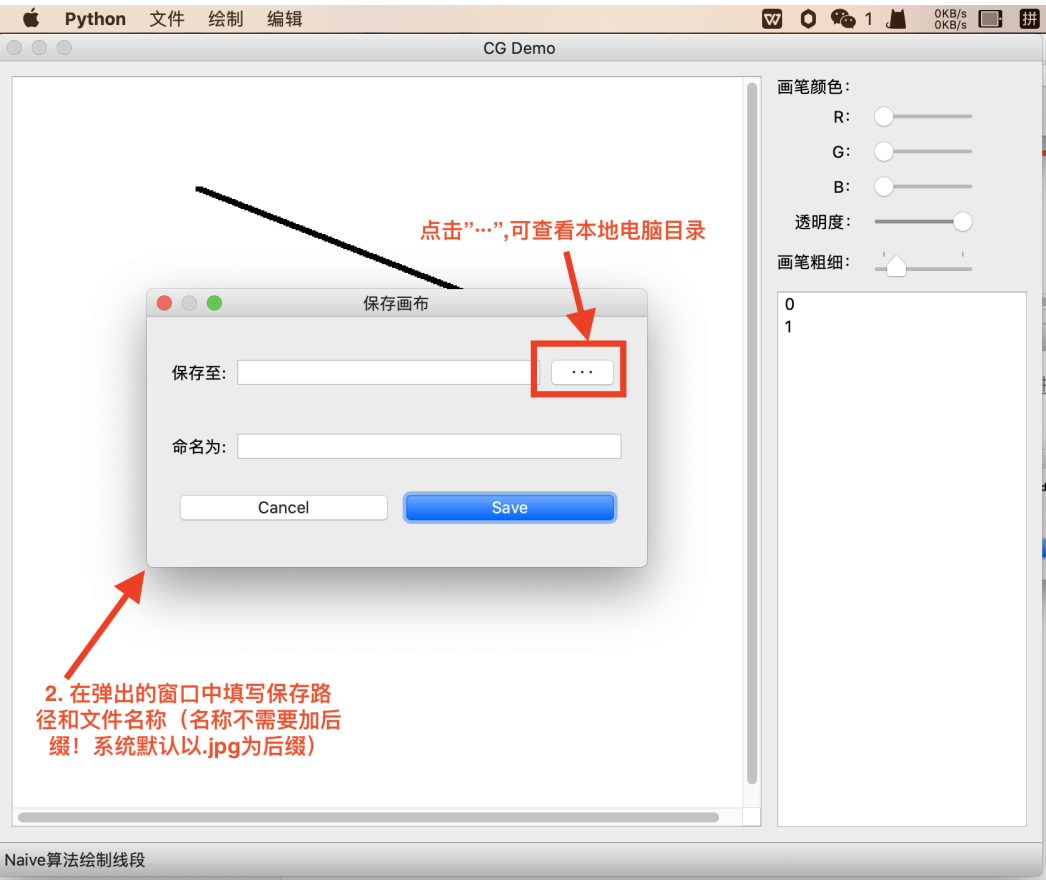 Python 文件 绘制 编辑 1 0KB/s 拼
0KB/s
CG Demo
画笔颜色:
R:
G:
B:
透明度:
画笔粗细:
0
1
点击”···”,可查看本地电脑目录
保存画布
保存至: ···
命名为:
Cancel Save
2. 在弹出的窗口中填写保存路
径和文件名称（名称不需要加后
缀！系统默认以.jpg为后缀）
Naive算法绘制线段